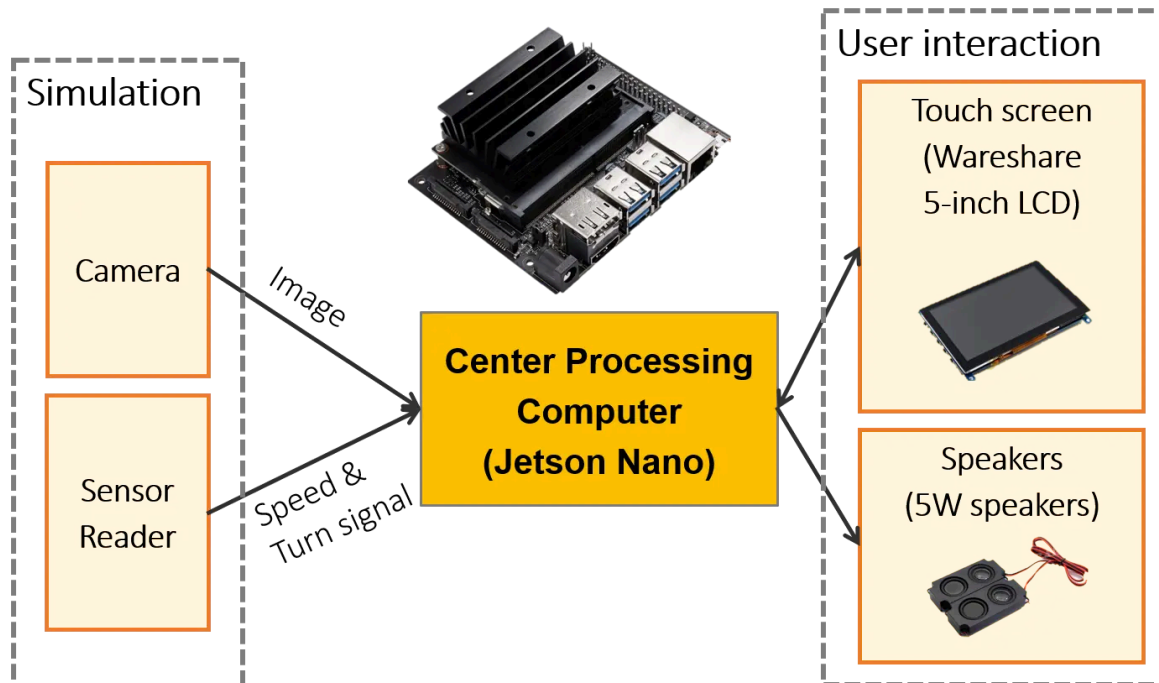 Simulation
Camera
Sensor
Reader
Image
Speed &
Turn signal
Center Processing
Computer
(Jetson Nano)
User interaction
Touch screen
(Wareshare
5-inch LCD)
Speakers
(5W speakers)